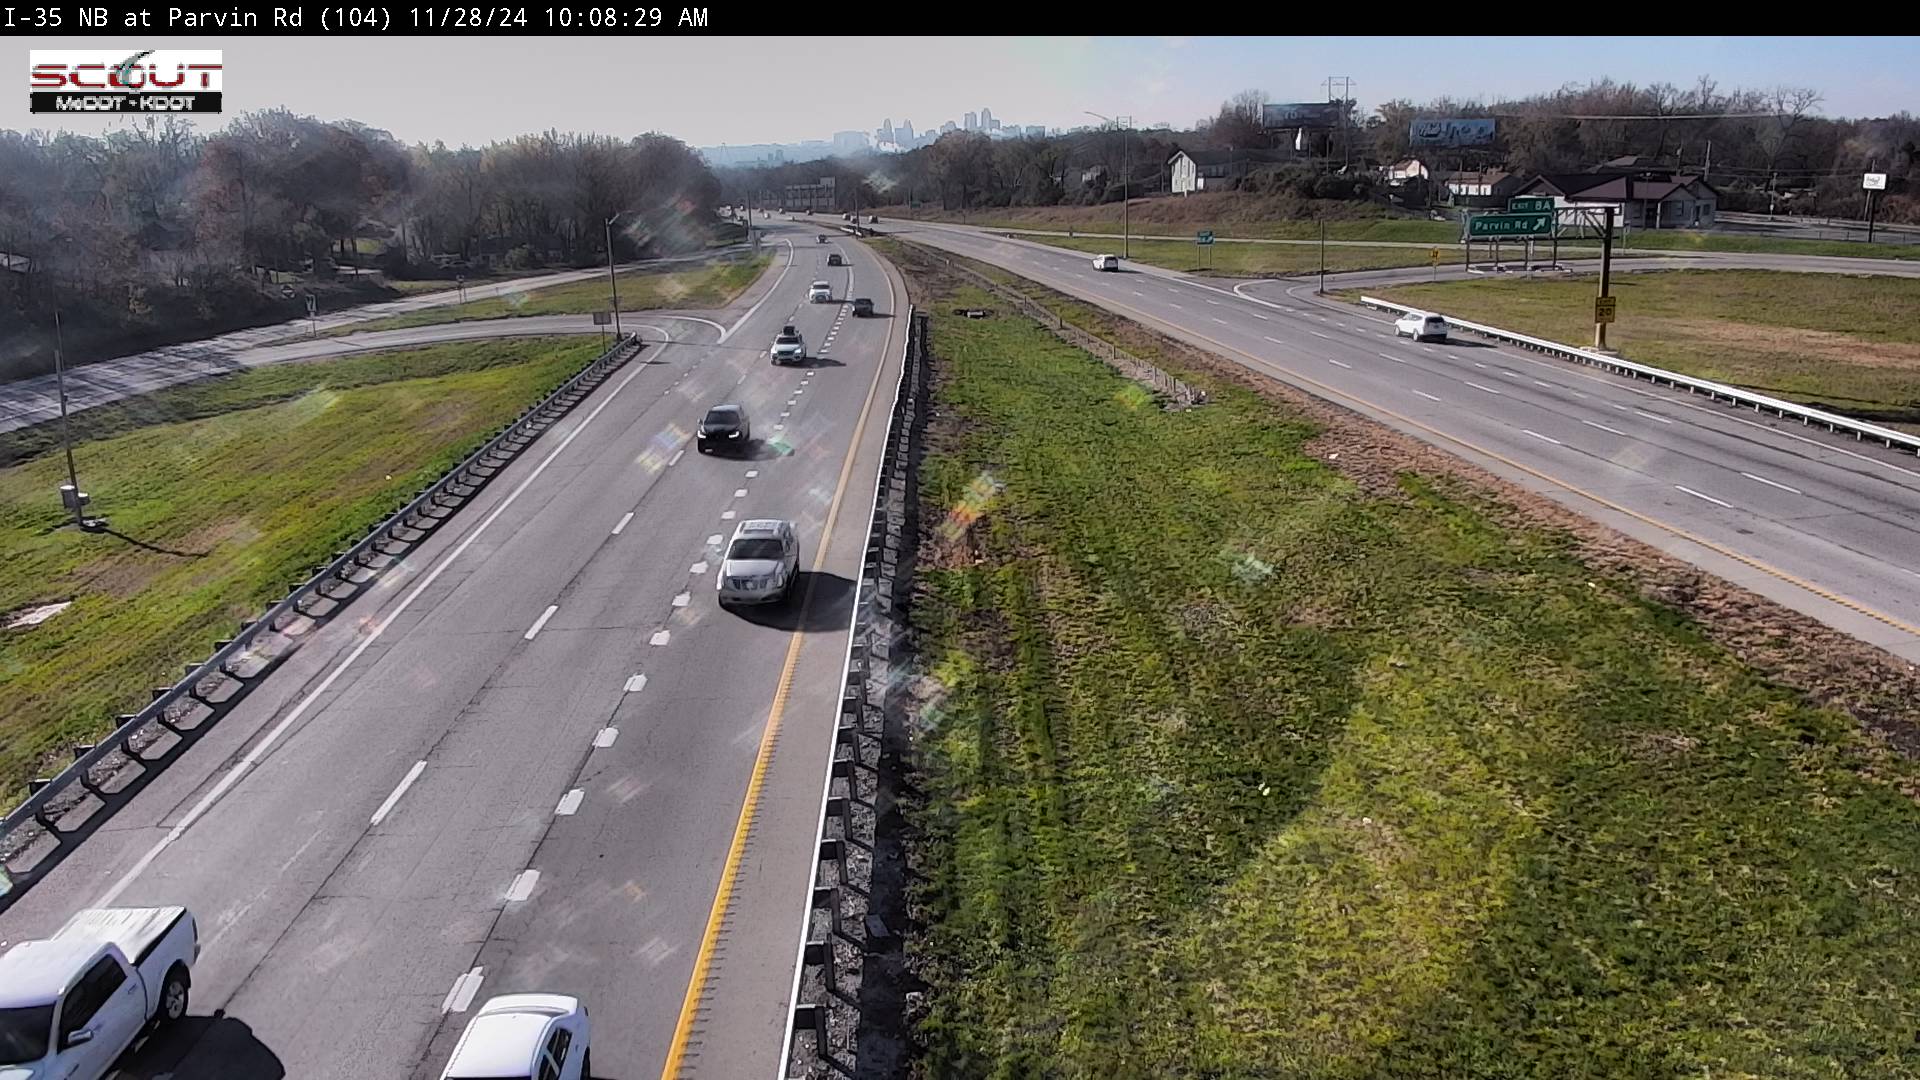 I-35 NB at Parvin Rd (104) 11/28/24 10:08:29 AM
SCOUT
MoDOT - KDOT
EXIT 8A
Parvin Rd
20